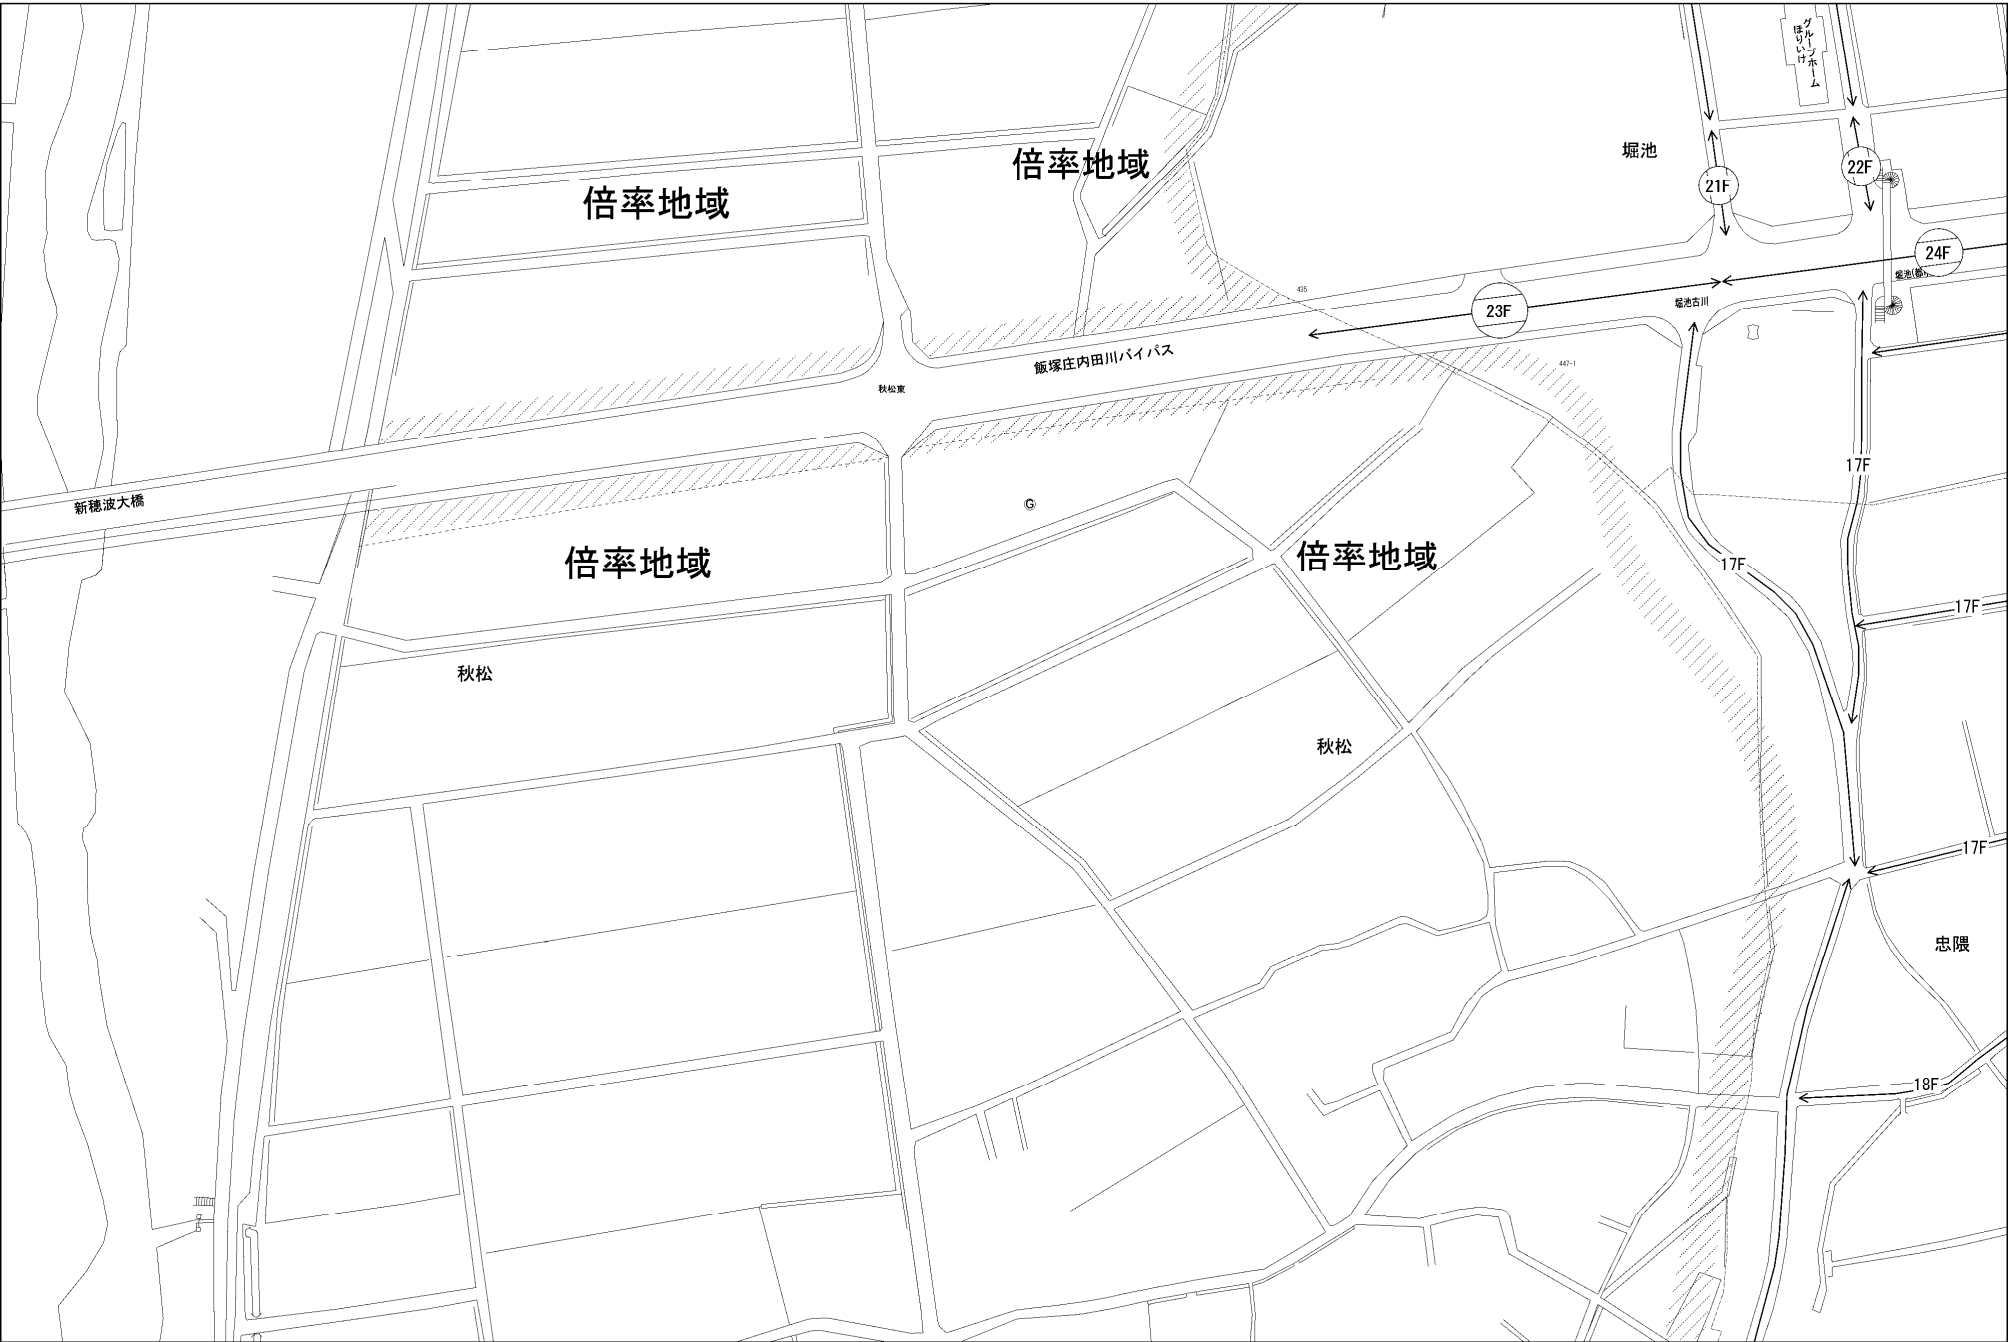 グループホーム
ほりいけ
倍率地域
堀池
22F
21F
倍率地域
24F
435
堀池古川
23F
飯塚庄内田川バイパス
447-1
秋松東
17F
新穂波大橋
G
倍率地域
倍率地域
17F
17F
秋松
秋松
17F
忠隈
18F